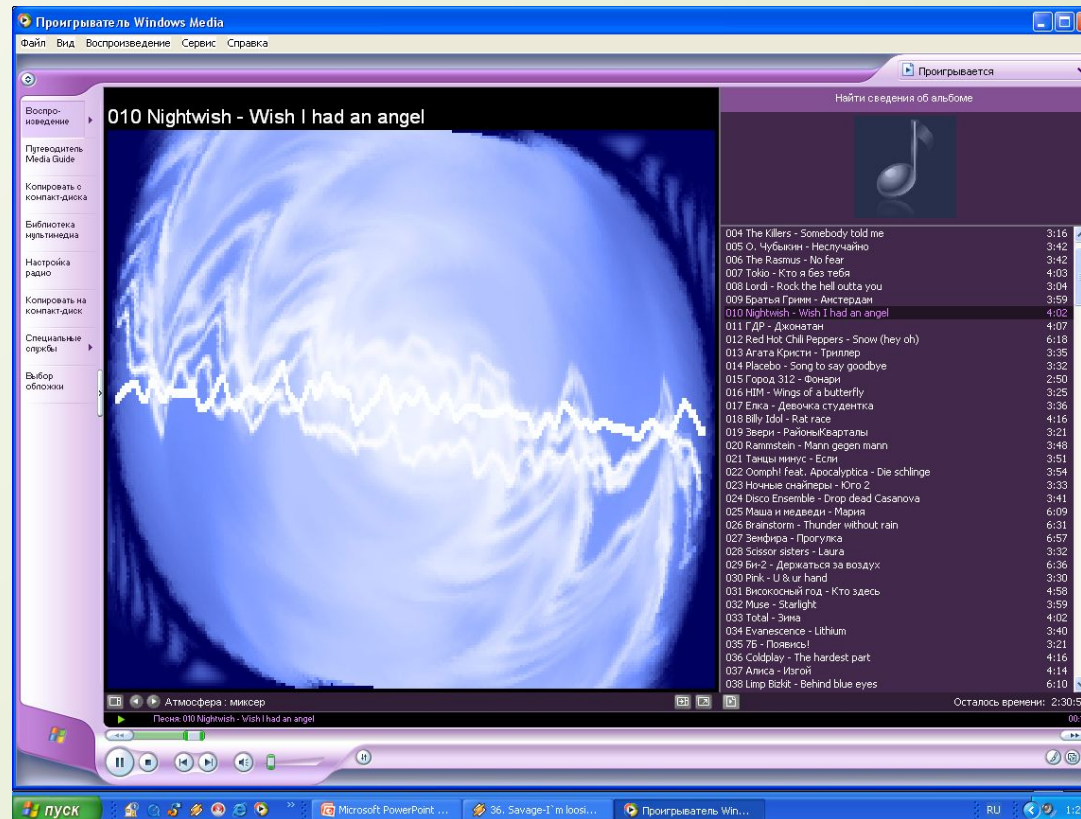 Проигрыватель Windows Media
Файл Вид Воспроизведение Сервис Справка
Проигрывается
Воспро-
изведение
Путеводитель
Media Guide
Копировать с
компакт-диска
Библиотека
мультимедиа
Настройка
радио
Копировать на
компакт-диск
Специальные
службы
Выбор
обложки
010 Nightwish - Wish I had an angel
Найти сведения об альбоме
004 The Killers - Somebody told me 3:16
005 О. Чубыкин - Неслучайно 3:42
006 The Rasmus - No fear 3:42
007 Tokio - Кто я без тебя 4:03
008 Lordi - Rock the hell outta you 3:04
009 Братья Гримм - Амстердам 3:59
010 Nightwish - Wish I had an angel 4:02
011 ГДР - Джонатан 4:07
012 Red Hot Chili Peppers - Snow (hey oh) 6:18
013 Агата Кристи - Триллер 3:35
014 Placebo - Song to say goodbye 3:32
015 Город 312 - Фонари 2:50
016 HIM - Wings of a butterfly 3:25
017 Елка - Девочка студентка 3:36
018 Billy Idol - Rat race 4:16
019 Звери - РайоныКварталы 3:21
020 Rammstein - Mann gegen mann 3:48
021 Танцы минус - Если 3:51
022 Oomph! feat. Apocalyptica - Die schlinge 3:54
023 Ночные снайперы - Юго 2 3:33
024 Disco Ensemble - Drop dead Casanova 3:41
025 Маша и медведи - Мария 6:09
026 Brainstorm - Thunder without rain 6:31
027 Земфира - Прогулка 6:57
028 Scissor sisters - Laura 3:32
029 Би-2 - Держаться за воздух 6:36
030 Pink - U & ur hand 3:30
031 Високосный год - Кто здесь 4:58
032 Muse - Starlight 3:59
033 Total - Зима 4:02
034 Evanescence - Lithium 3:40
035 7Б - Появись! 3:21
036 Coldplay - The hardest part 4:16
037 Алиса - Изгой 4:14
038 Limp Bizkit - Behind blue eyes 6:10
Атмосфера : миксер
Осталось времени: 2:30:5
Песня: 010 Nightwish - Wish I had an angel
00:
пуск
Microsoft PowerPoint ...
36. Savage-I`m loosi...
Проигрыватель Win...
RU
1:2